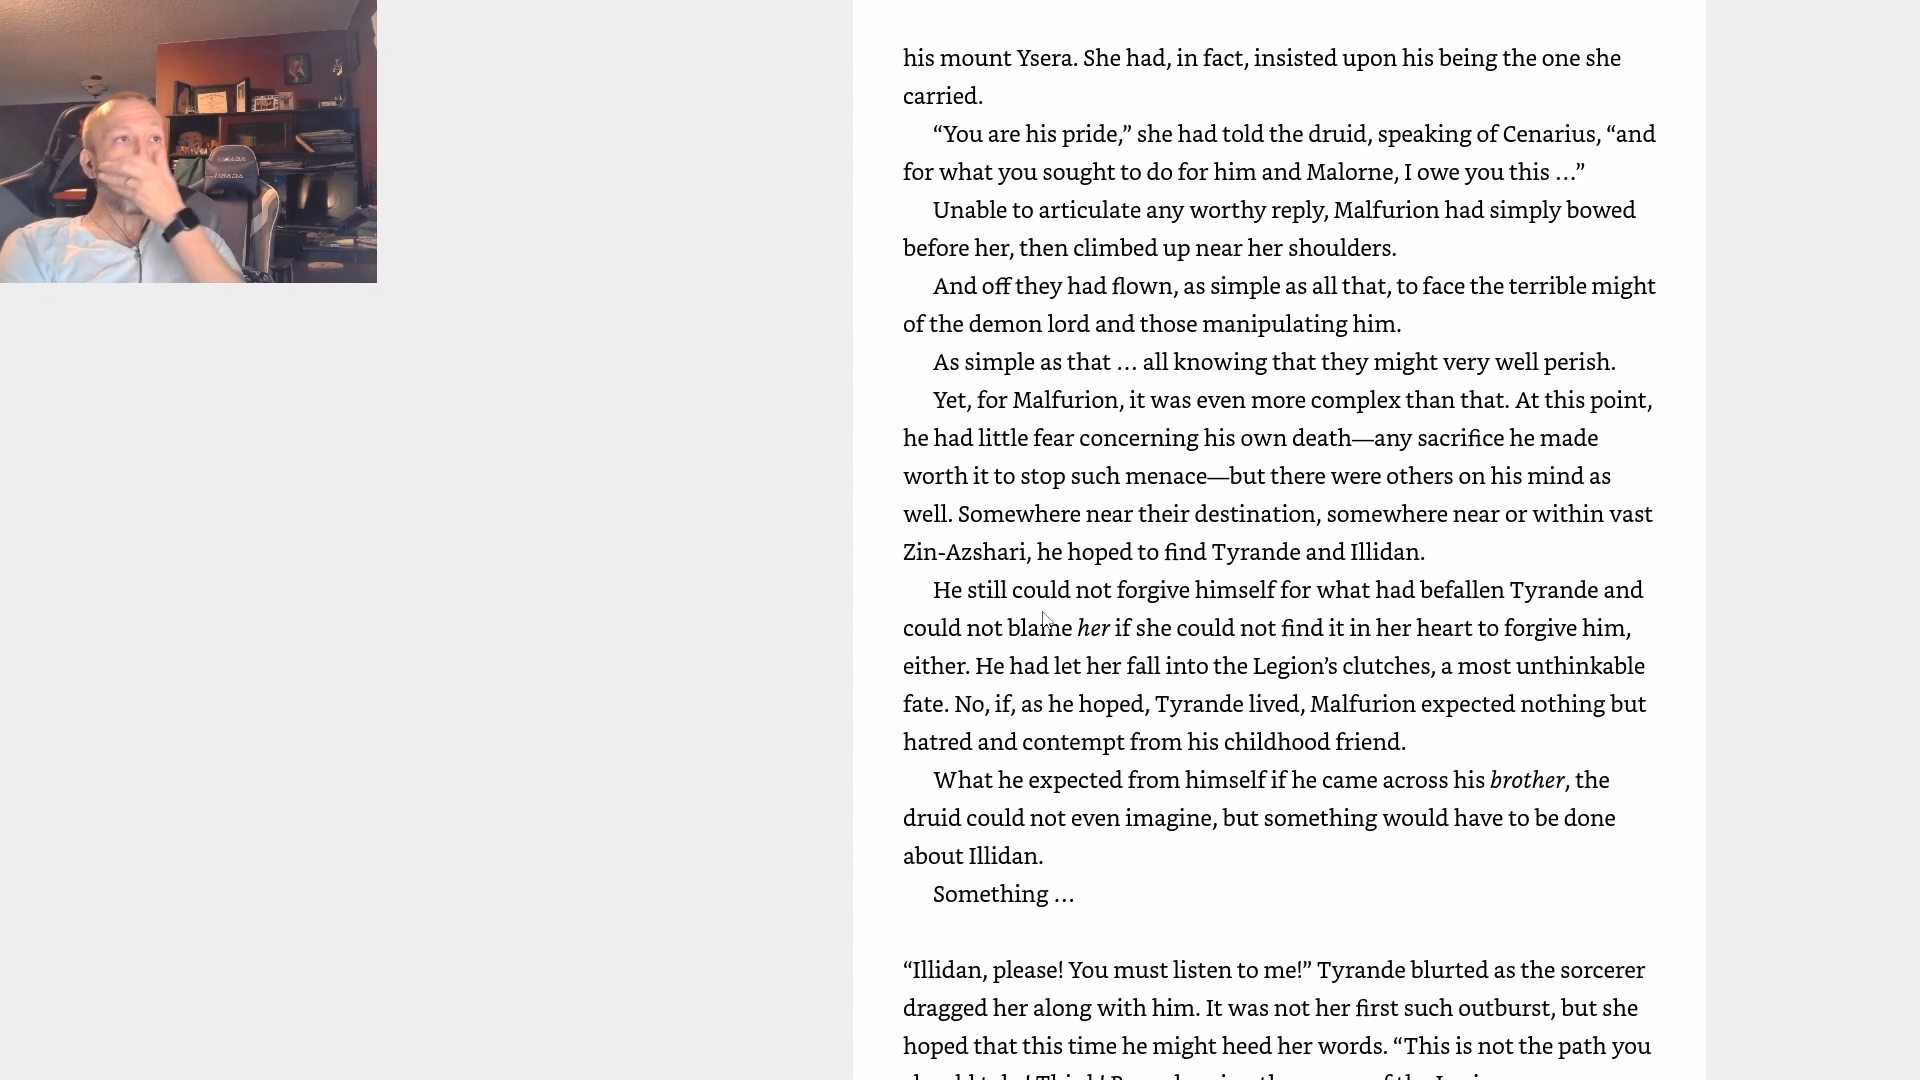 his mount Ysera. She had, in fact, insisted upon his being the one she
carried.
“You are his pride,” she had told the druid, speaking of Cenarius, “and
for what you sought to do for him and Malorne, I owe you this …”
Unable to articulate any worthy reply, Malfurion had simply bowed
before her, then climbed up near her shoulders.
And off they had flown, as simple as all that, to face the terrible might
of the demon lord and those manipulating him.
As simple as that … all knowing that they might very well perish.
Yet, for Malfurion, it was even more complex than that. At this point,
he had little fear concerning his own death—any sacrifice he made
worth it to stop such menace—but there were others on his mind as
well. Somewhere near their destination, somewhere near or within vast
Zin-Azshari, he hoped to find Tyrande and Illidan.
He still could not forgive himself for what had befallen Tyrande and
could not blame her if she could not find it in her heart to forgive him,
either. He had let her fall into the Legion’s clutches, a most unthinkable
fate. No, if, as he hoped, Tyrande lived, Malfurion expected nothing but
hatred and contempt from his childhood friend.
What he expected from himself if he came across his brother, the
druid could not even imagine, but something would have to be done
about Illidan.
Something …
“Illidan, please! You must listen to me!” Tyrande blurted as the sorcerer
dragged her along with him. It was not her first such outburst, but she
hoped that this time he might heed her words. “This is not the path you